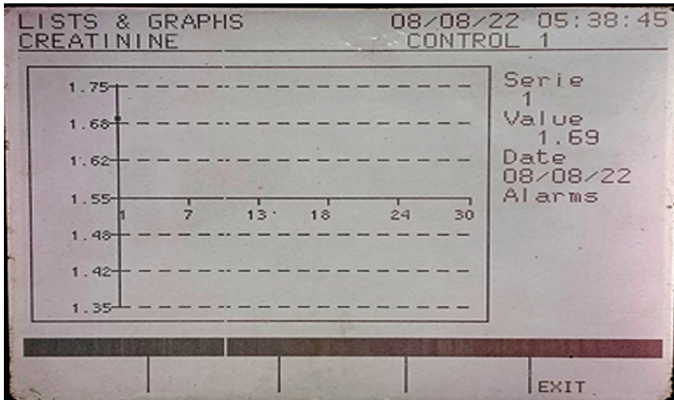 LISTS & GRAPHS 08/08/22 05:38:45
CREATININE CONTROL 1
1.75
1.68
1.62
1.55
1.48
1.42
1.35
1 7 13 18 24 30
Serie
1
Value
1.69
Date
08/08/22
Alarms
EXIT